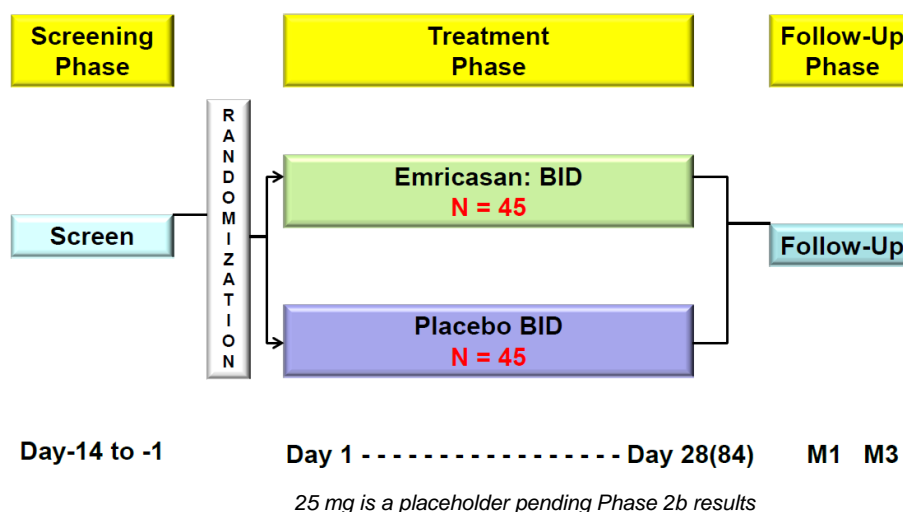 Screening
Phase
Treatment
Phase
Follow-Up
Phase
RANDOMIZATION
Screen
Emricasan: BID
N = 45
Placebo BID
N = 45
Follow-Up
Day-14 to -1
Day 1 - - - - - - - - - - - - - - - - - - Day 28(84)
M1 M3
25 mg is a placeholder pending Phase 2b results